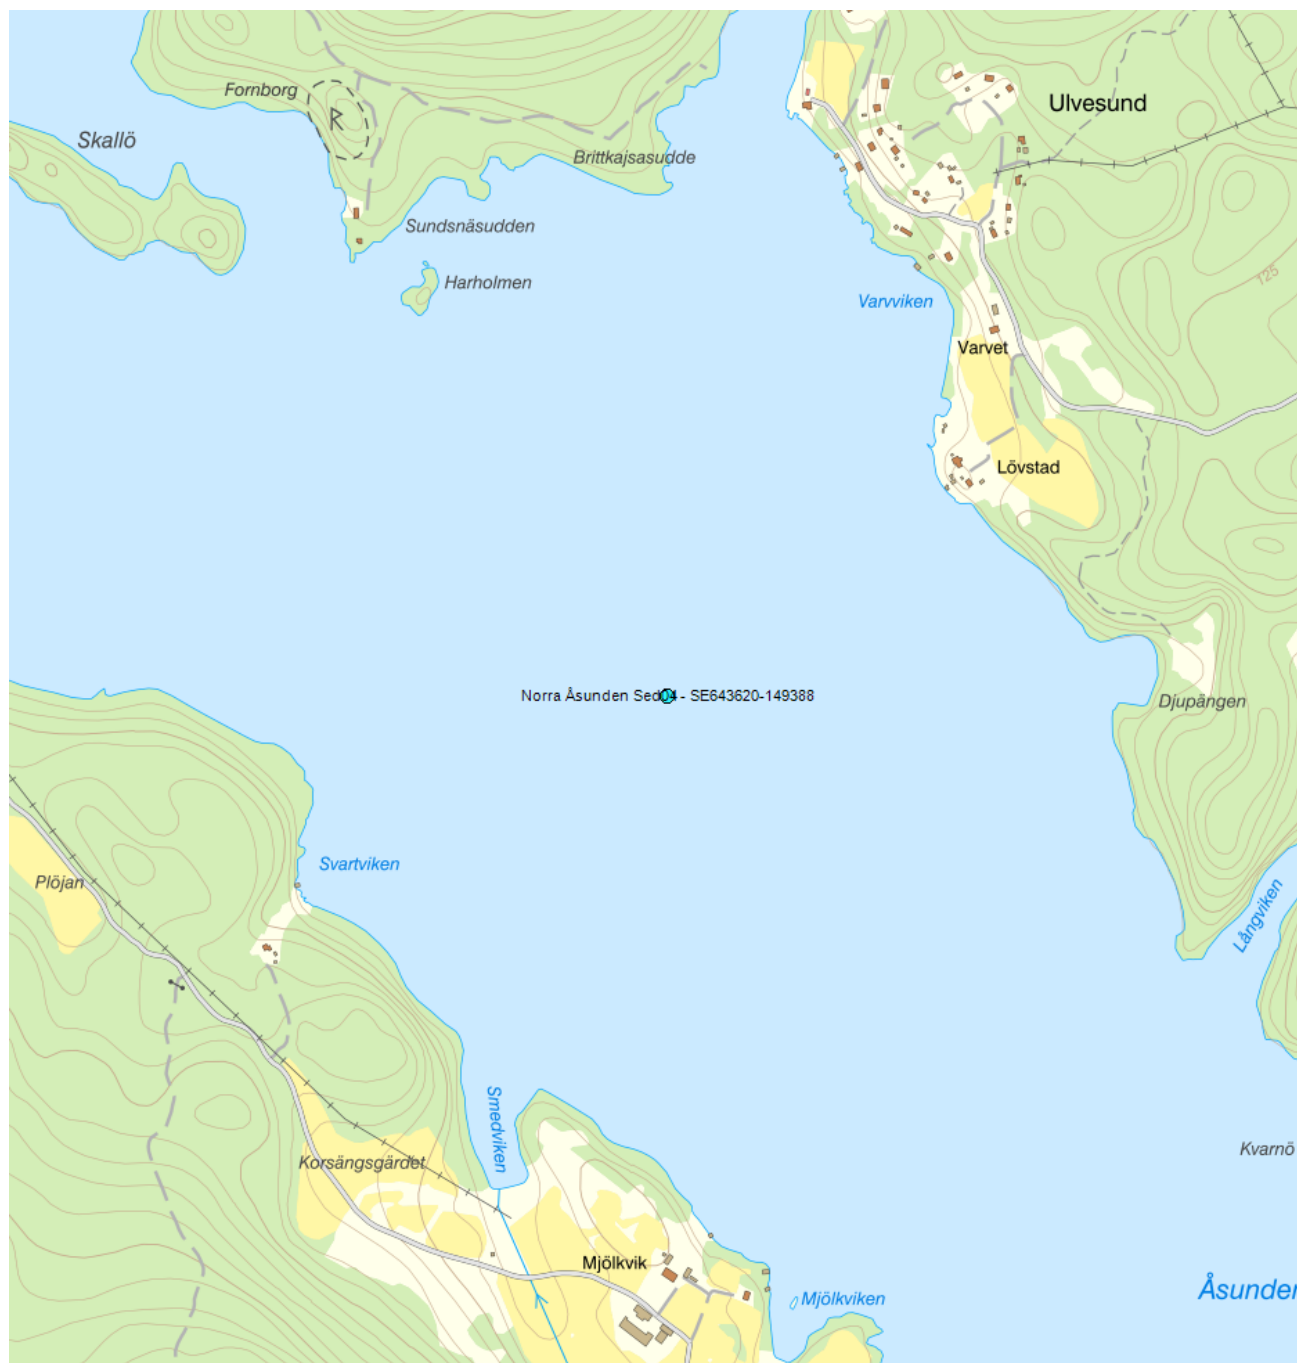 Fornborg
Ulvesund
Skallö
Brittkajsasudde
Sundsnäsudden
Harholmen
125
Varvviken
Varvet
Lövstad
Norra Åsunden Sed04 - SE643620-149388
Djupängen
Svartviken
Plöjan
Långviken
Smedviken
Kvarnö
Korsängsgärdet
Mjölkvik
Åsunden
Mjölkviken